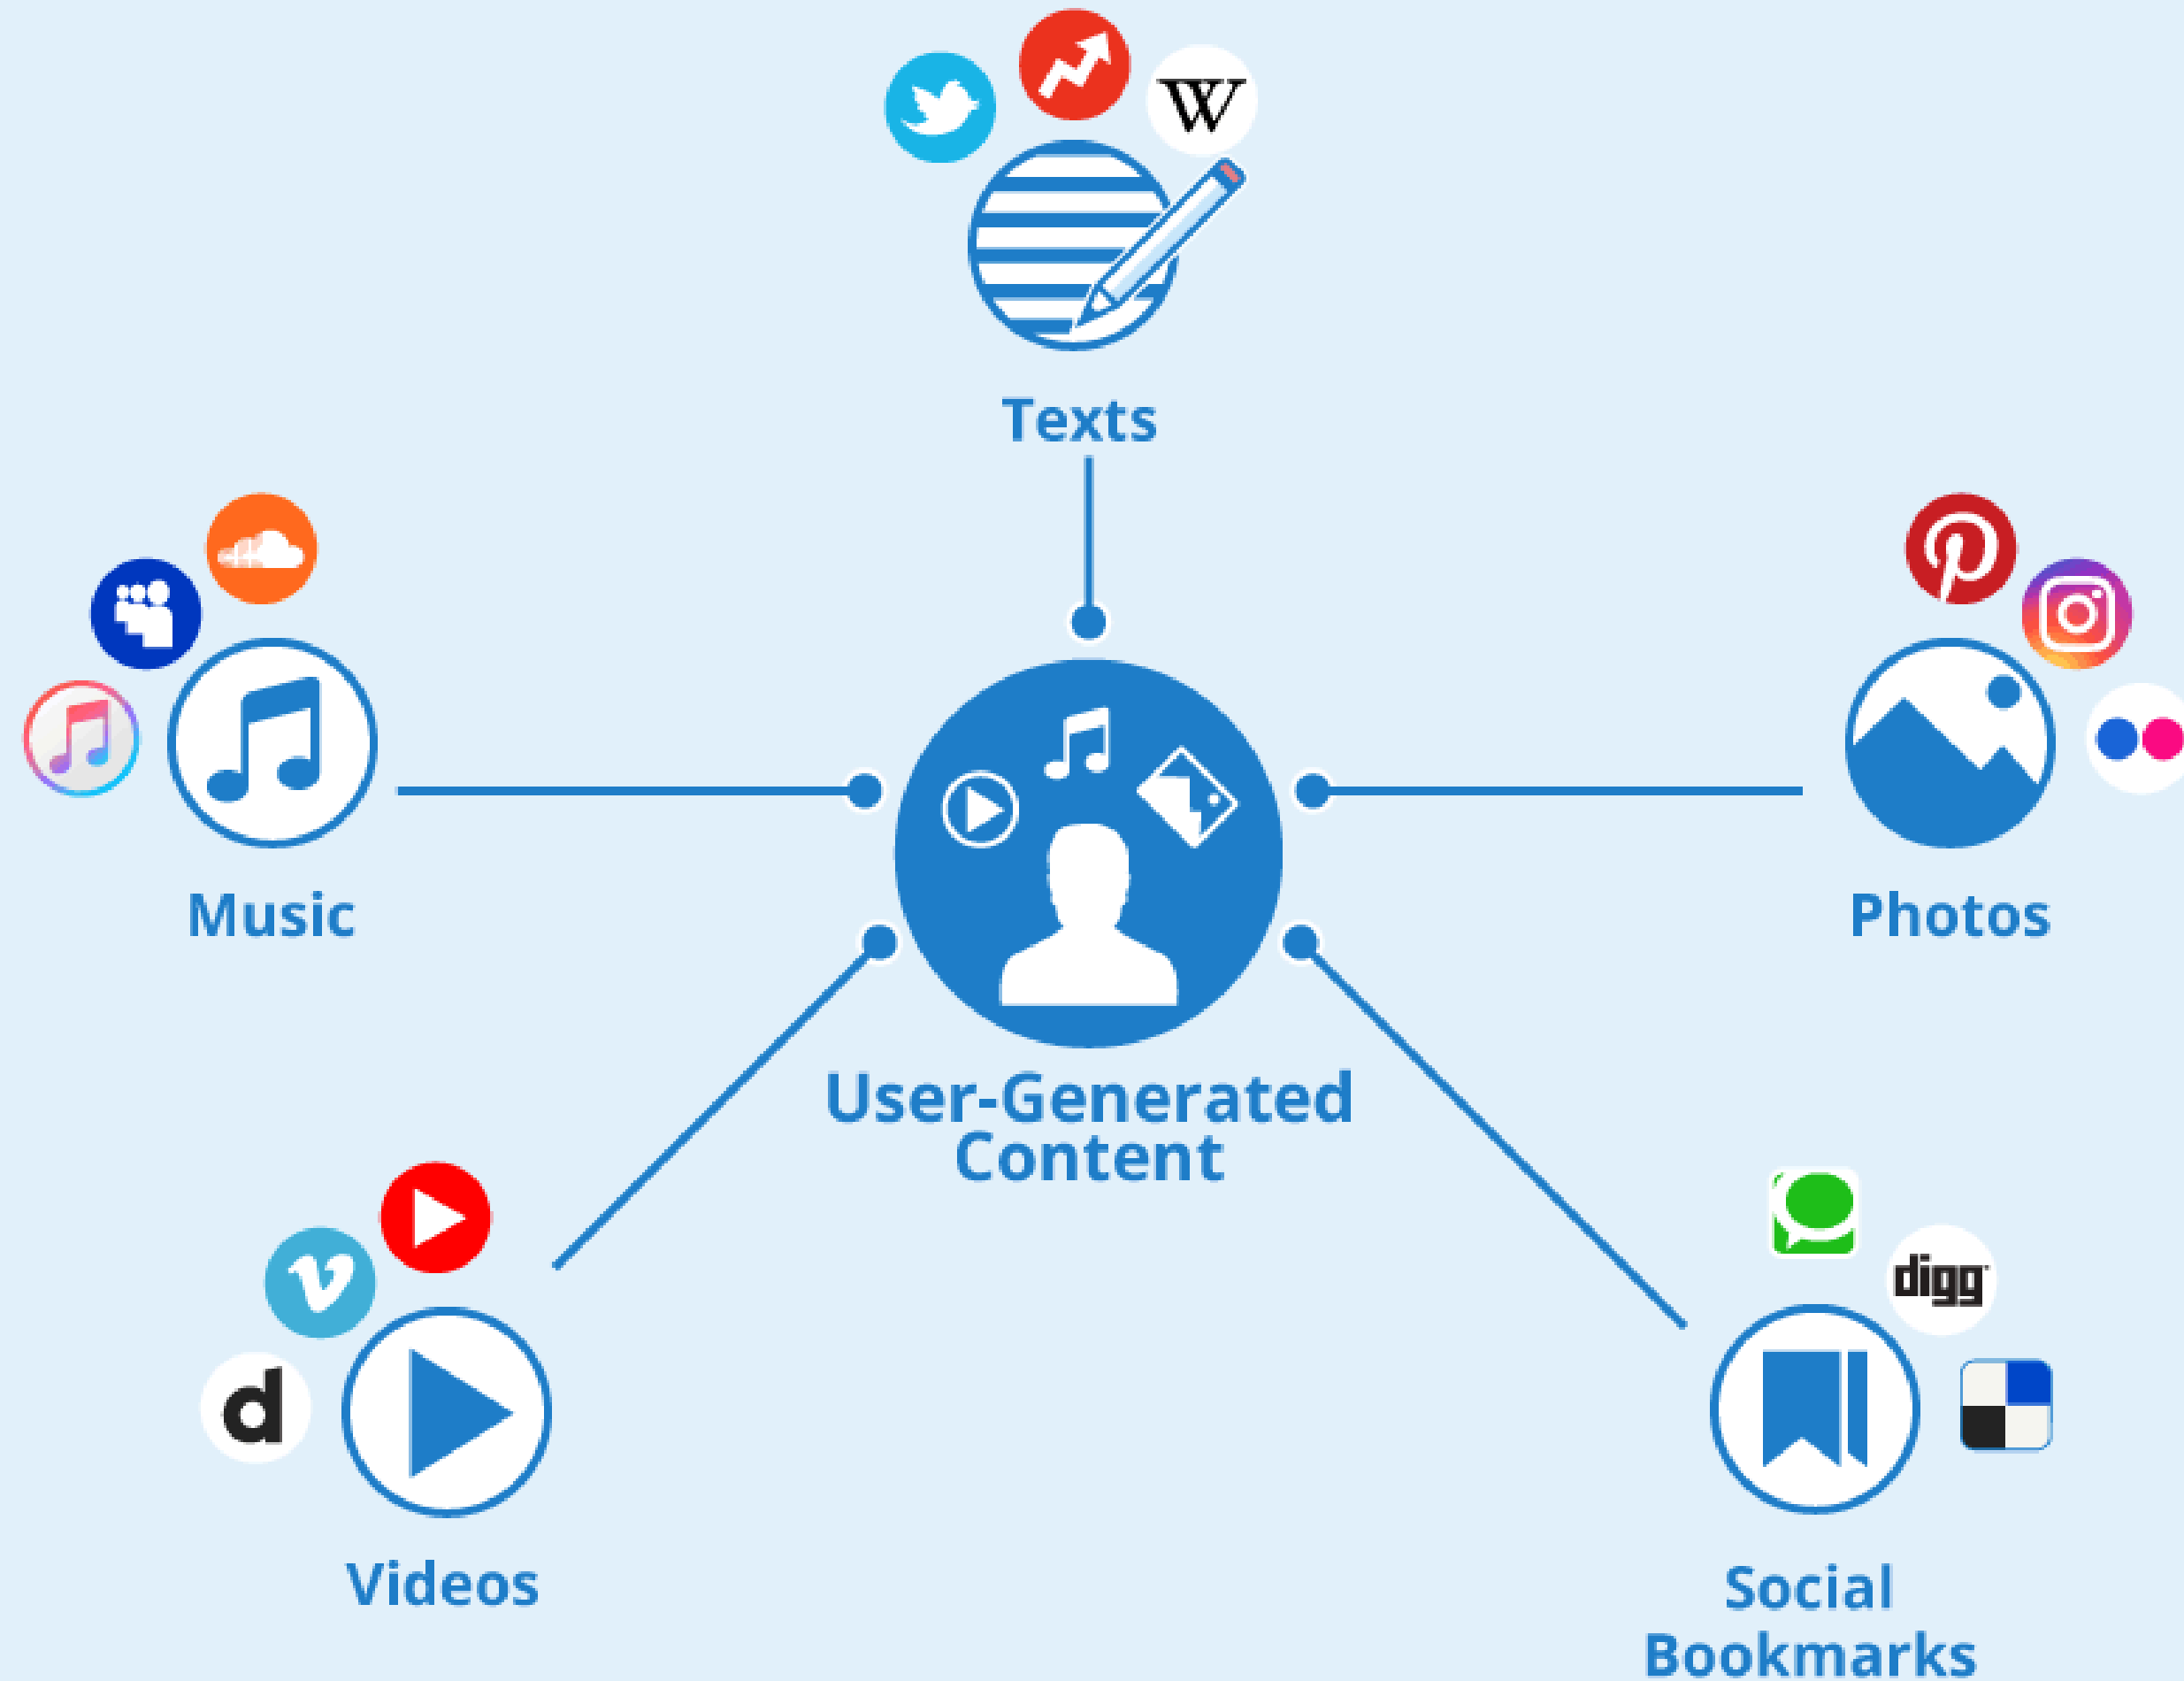 W
Texts
Music
Photos
User-Generated
Content
digg
d
Videos
Social
Bookmarks